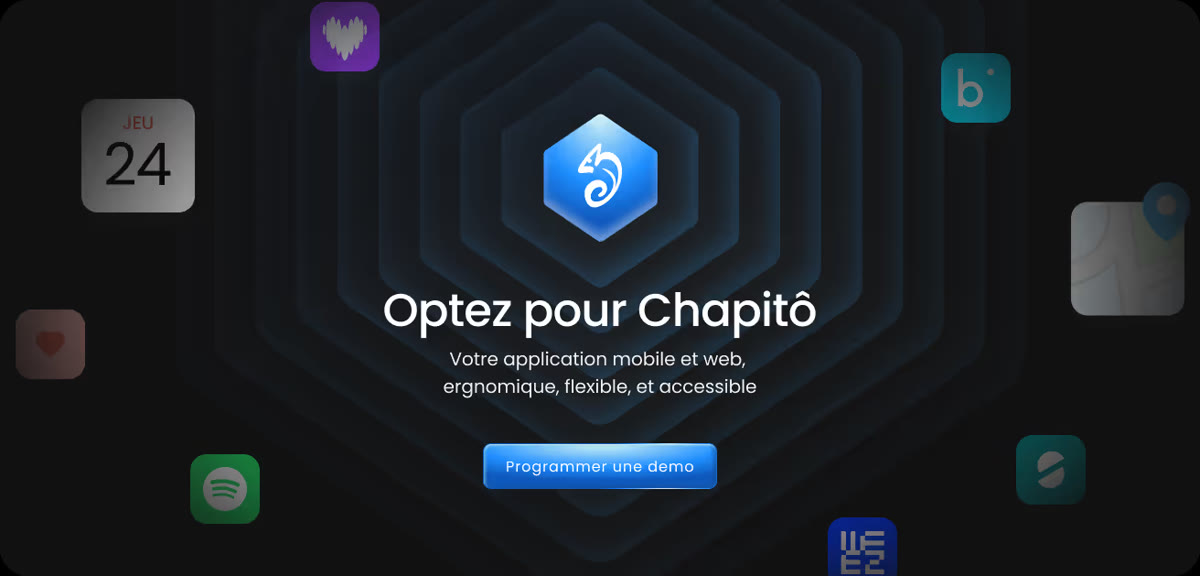 JEU
24
b
Optez pour Chapitô
Votre application mobile et web,
ergnomique, flexible, et accessible
Programmer une demo